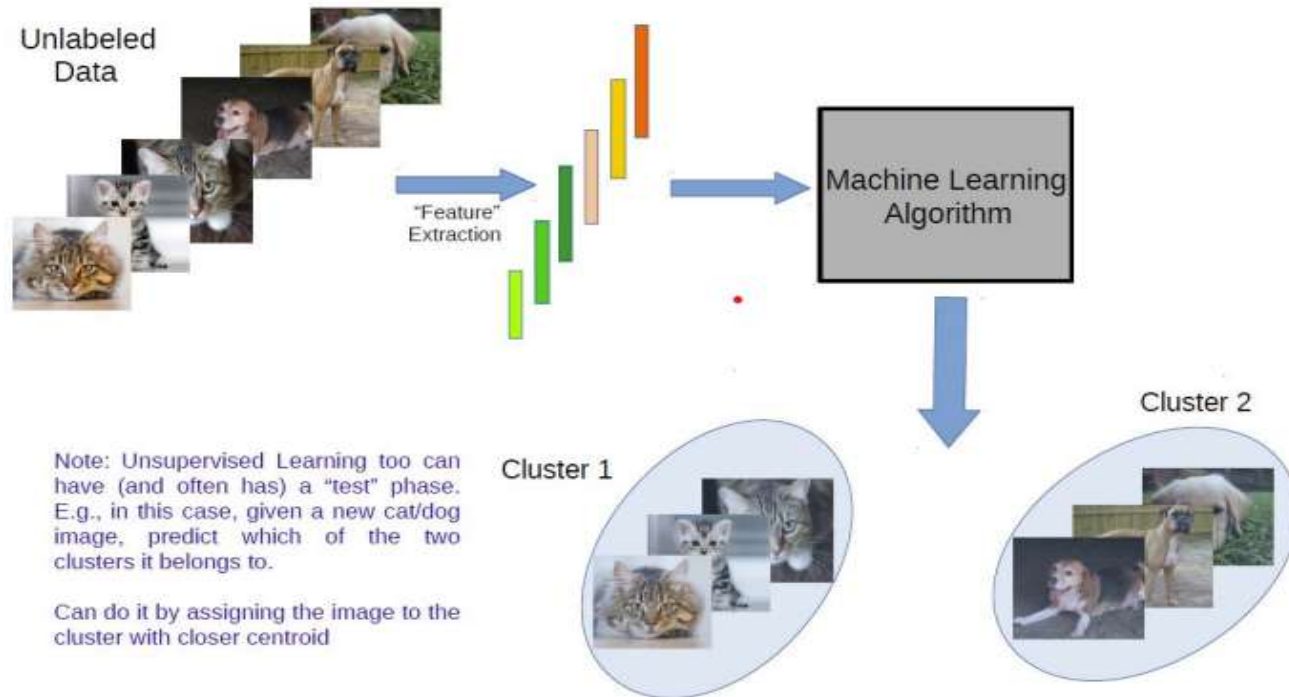 Unlabeled
Data
“Feature”
Extraction
Machine Learning
Algorithm
Cluster 2
Cluster 1
Note: Unsupervised Learning too can
have (and often has) a “test” phase.
E.g., in this case, given a new cat/dog
image, predict which of the two
clusters it belongs to.
Can do it by assigning the image to the
cluster with closer centroid